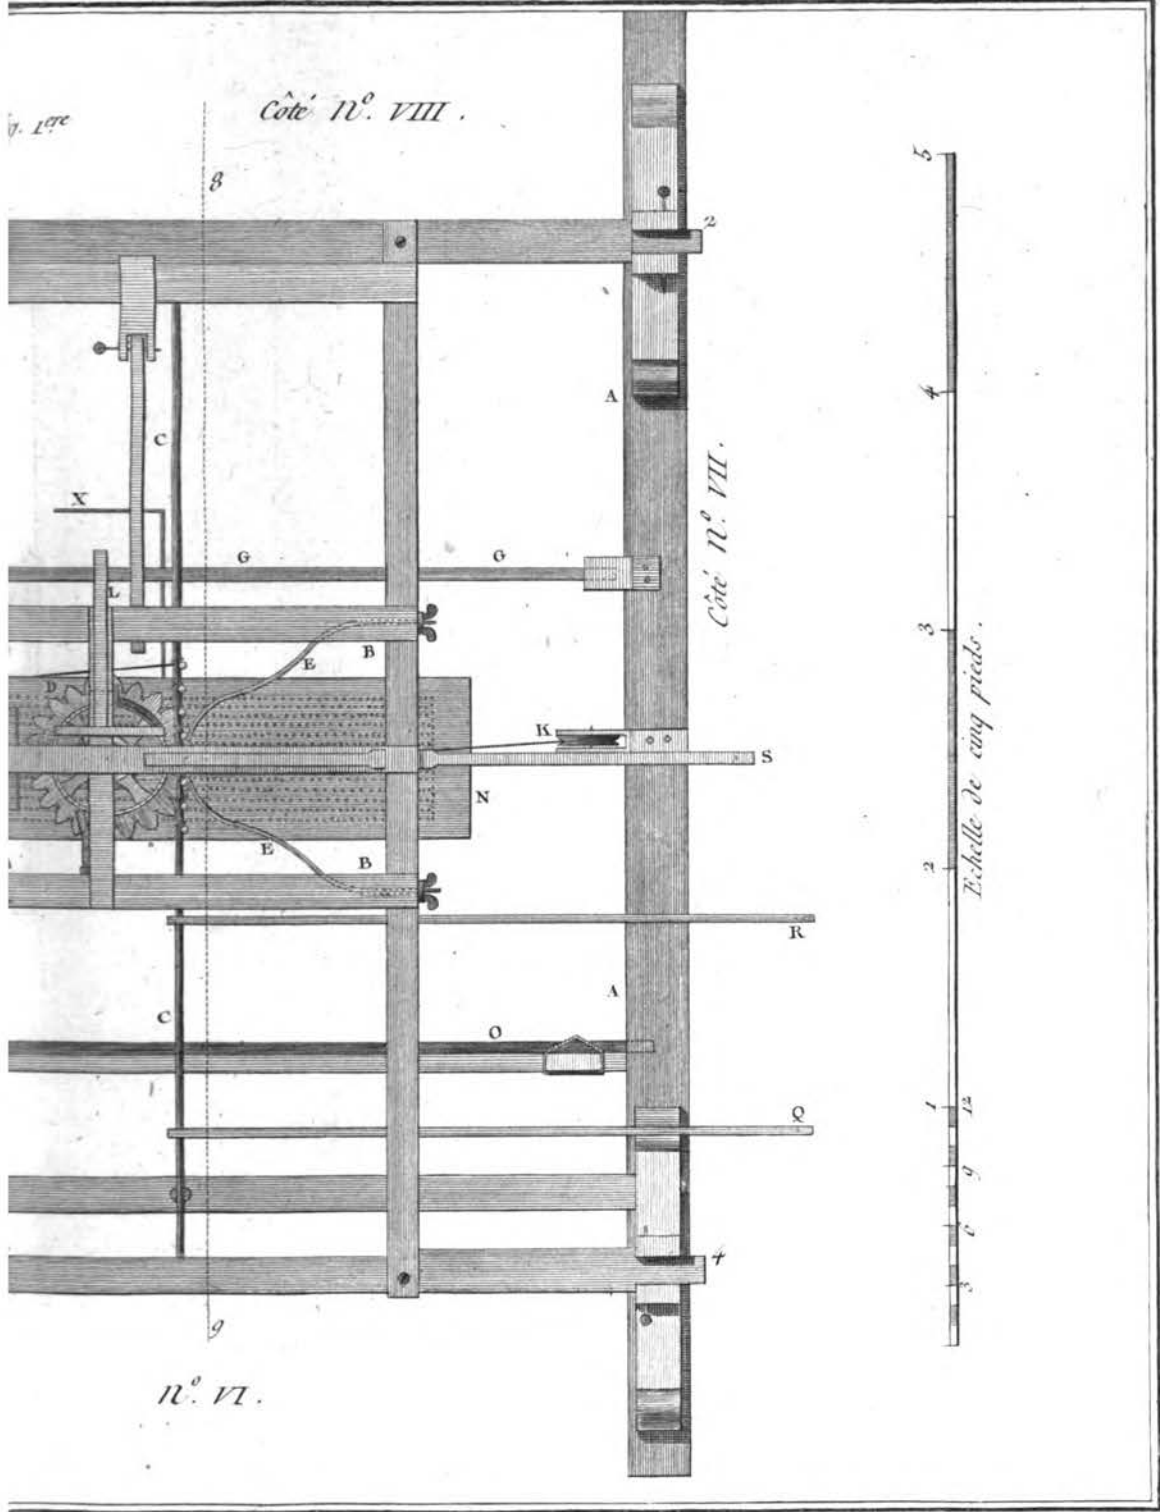 Côté N.º VIII.
1.ere
8
2
5
4
A
C
X
Côté N.º VII.
G G
L
3
B
E
D
K
S
N
E B
2
R
Echelle de cinq pieds.
A
C
O
1 12
Q
9
6
4
3
9
N.º VI.